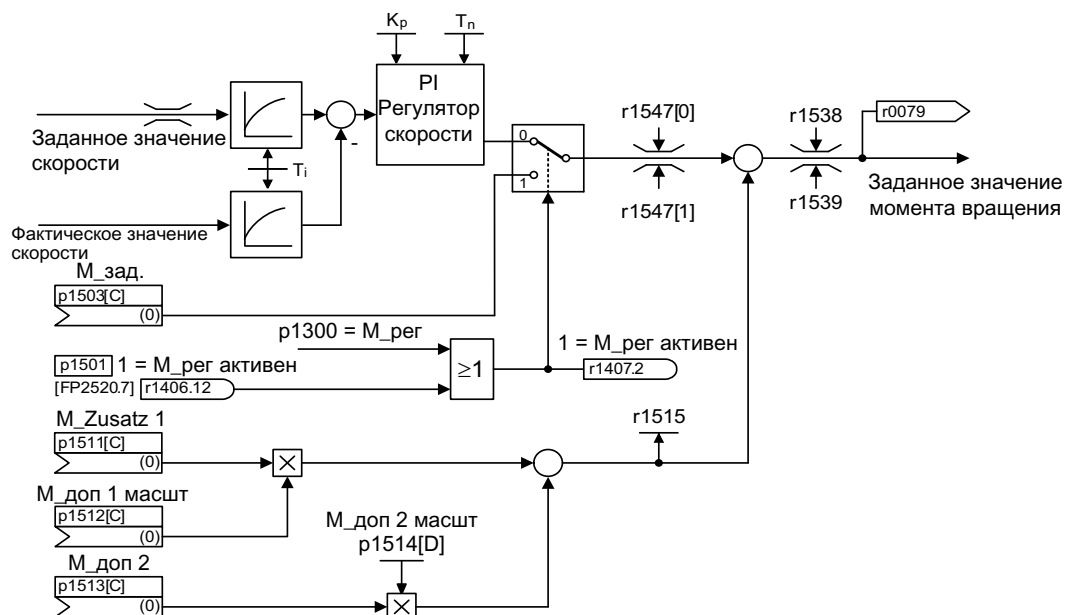 Kp
Tn
PI
Регулятор
скорости
r1547[0]
r1538
r0079
Заданное значение
скорости
-
0
1
Ti
r1547[1]
r1539
Заданное значение
момента вращения
Фактическое значение
скорости
M_зад.
p1503[C]
(0)
p1300 = M_рег
≥1
1 = M_рег активен
r1407.2
p1501 1 = M_рег активен
[FP2520.7] r1406.12
r1515
M_Zusatz 1
p1511[C]
(0)
×
M_доп 1 масшт
p1512[C]
(0)
M_доп 2 масшт
p1514[D]
M_доп 2
p1513[C]
(0)
×